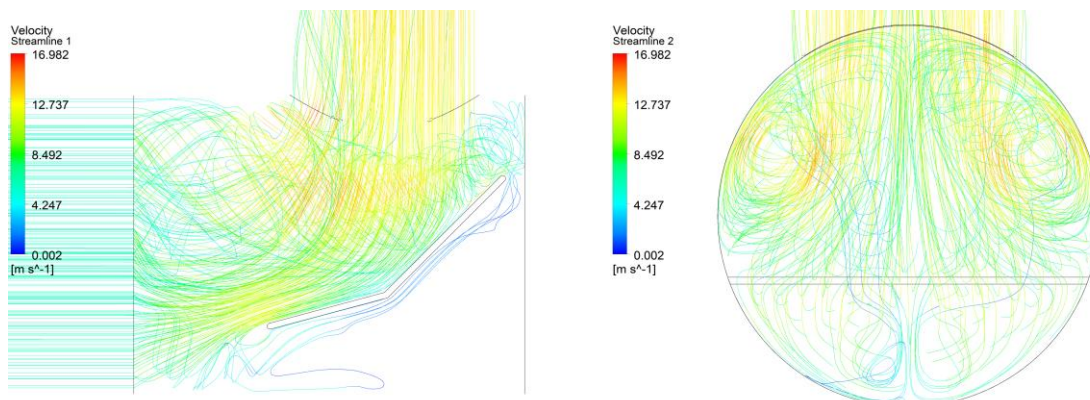 Velocity
Streamline 1
16.982
12.737
8.492
4.247
0.002
[m s^-1]
Velocity
Streamline 2
16.982
12.737
8.492
4.247
0.002
[m s^-1]